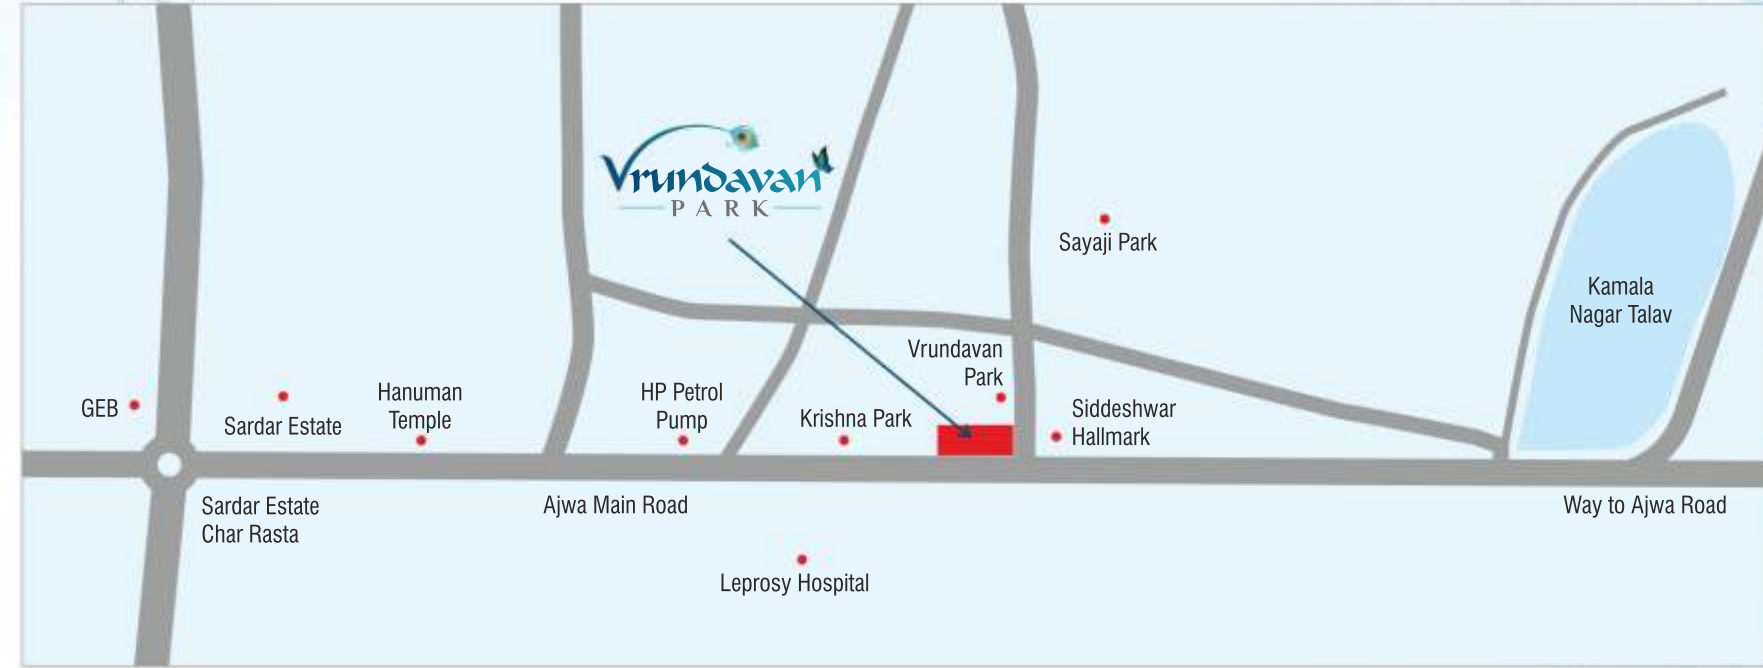 Vrundavan
PARK
Sayaji Park
Kamala
Nagar Talav
Vrundavan
Park
GEB
Sardar Estate
Hanuman
Temple
HP Petrol
Pump
Krishna Park
Siddeshwar
Hallmark
Sardar Estate
Char Rasta
Ajwa Main Road
Way to Ajwa Road
Leprosy Hospital